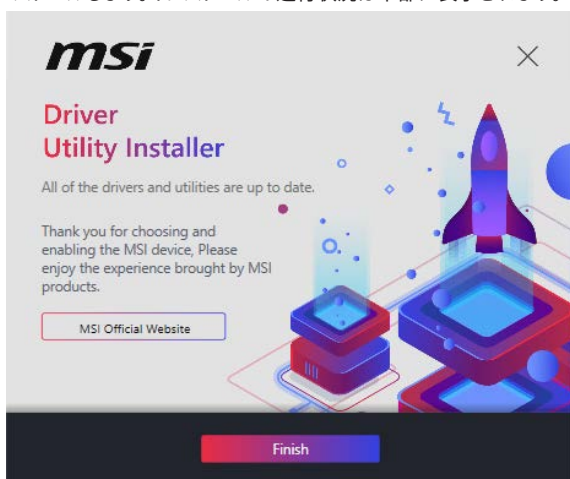 msi
Driver
Utility Installer
All of the drivers and utilities are up to date.
Thank you for choosing and
enabling the MSI device, Please
enjoy the experience brought by MSI
products.
MSI Official Website
Finish